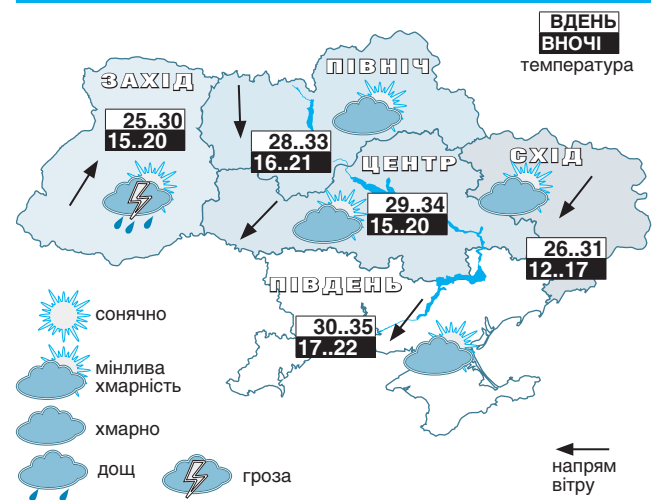 ВДЕНЬ
ВНОЧІ
температура
ПІВНІЧ
ЗАХІД
25..30
15..20
28..33
16..21
ЦЕНТР
СХІД
29..34
15..20
26..31
12..17
ПІВДЕНЬ
30..35
17..22
сонячно
мінлива
хмарність
хмарно
дощ
гроза
напрям
вітру